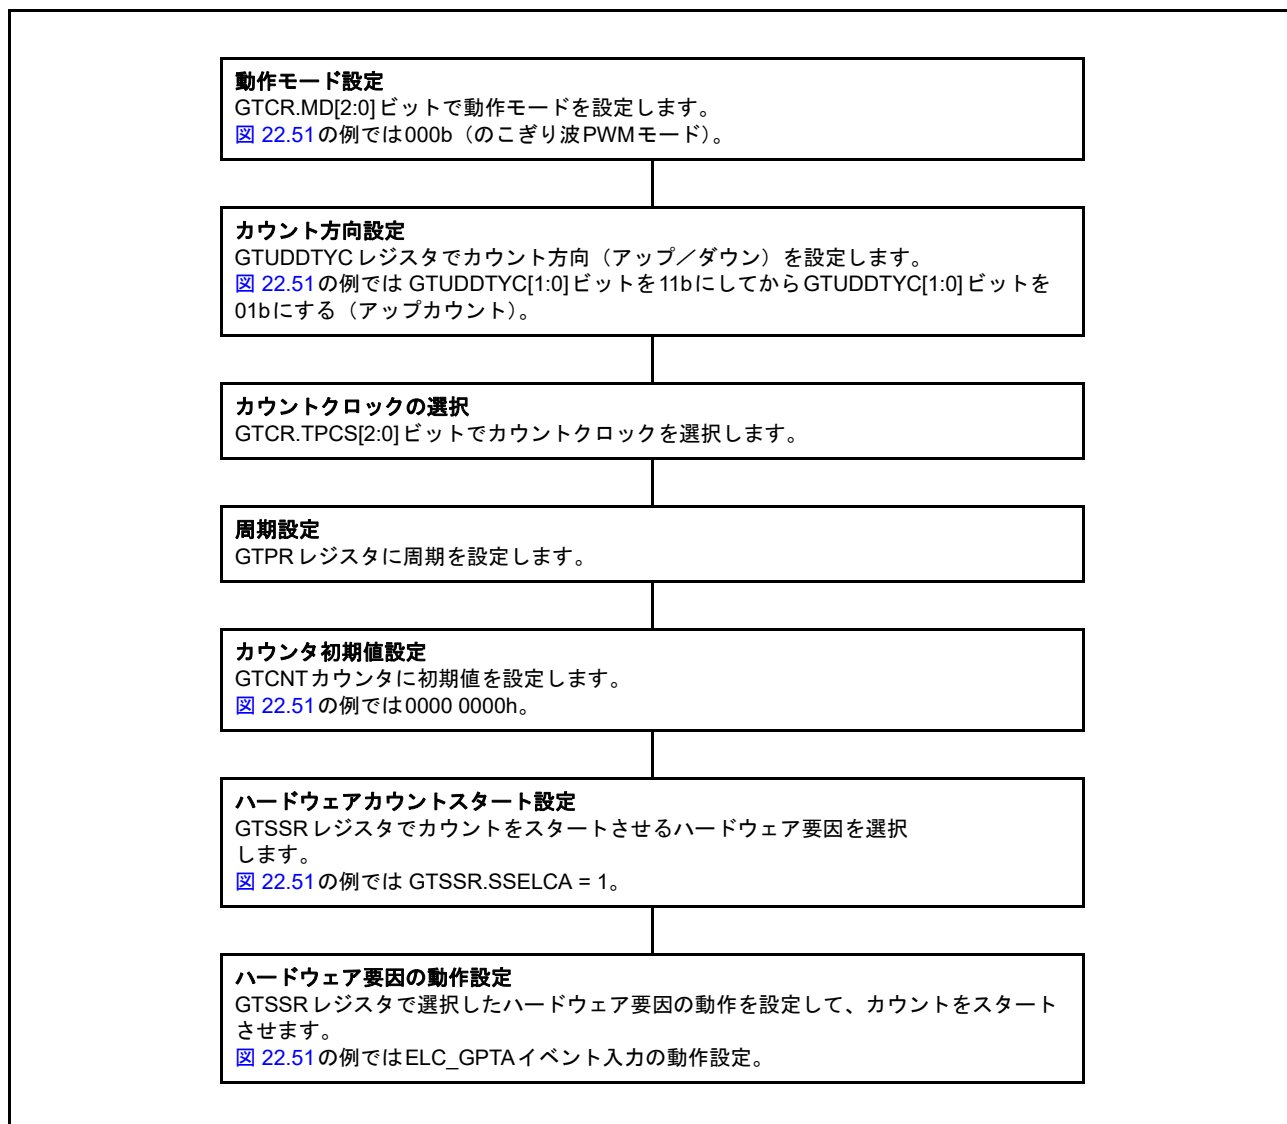 動作モード設定
GTCR.MD[2:0]ビットで動作モードを設定します。
図 22.51の例では000b（のこぎり波PWMモード）。
カウント方向設定
GTUDDTYCレジスタでカウント方向（アップ／ダウン）を設定します。
図 22.51の例では GTUDDTYC[1:0]ビットを11bにしてからGTUDDTYC[1:0]ビットを
01bにする（アップカウント）。
カウントクロックの選択
GTCR.TPCS[2:0]ビットでカウントクロックを選択します。
周期設定
GTPRレジスタに周期を設定します。
カウンタ初期値設定
GTCNTカウンタに初期値を設定します。
図 22.51の例では0000 0000h。
ハードウェアカウントスタート設定
GTSSRレジスタでカウントをスタートさせるハードウェア要因を選択
します。
図 22.51の例では GTSSR.SSELCA = 1。
ハードウェア要因の動作設定
GTSSRレジスタで選択したハードウェア要因の動作を設定して、カウントをスタート
させます。
図 22.51の例ではELC_GPTAイベント入力の動作設定。